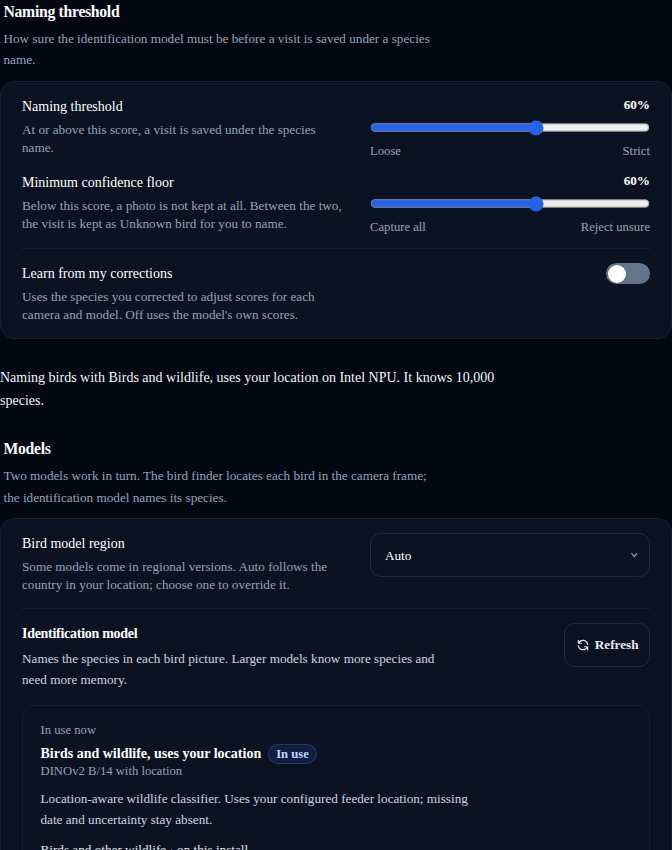 Naming threshold
How sure the identification model must be before a visit is saved under a species
name.
Naming threshold
60%
At or above this score, a visit is saved under the species
name.
Loose
Strict
Minimum confidence floor
60%
Below this score, a photo is not kept at all. Between the two,
the visit is kept as Unknown bird for you to name.
Capture all
Reject unsure
Learn from my corrections
Uses the species you corrected to adjust scores for each
camera and model. Off uses the model's own scores.
Naming birds with Birds and wildlife, uses your location on Intel NPU. It knows 10,000
species.
Models
Two models work in turn. The bird finder locates each bird in the camera frame;
the identification model names its species.
Bird model region
Some models come in regional versions. Auto follows the
country in your location; choose one to override it.
Auto
Identification model
Names the species in each bird picture. Larger models know more species and
need more memory.
Refresh
In use now
Birds and wildlife, uses your location
In use
DINOv2 B/14 with location
Location-aware wildlife classifier. Uses your configured feeder location; missing
date and uncertainty stay absent.
Birds and other wildlife · on this install